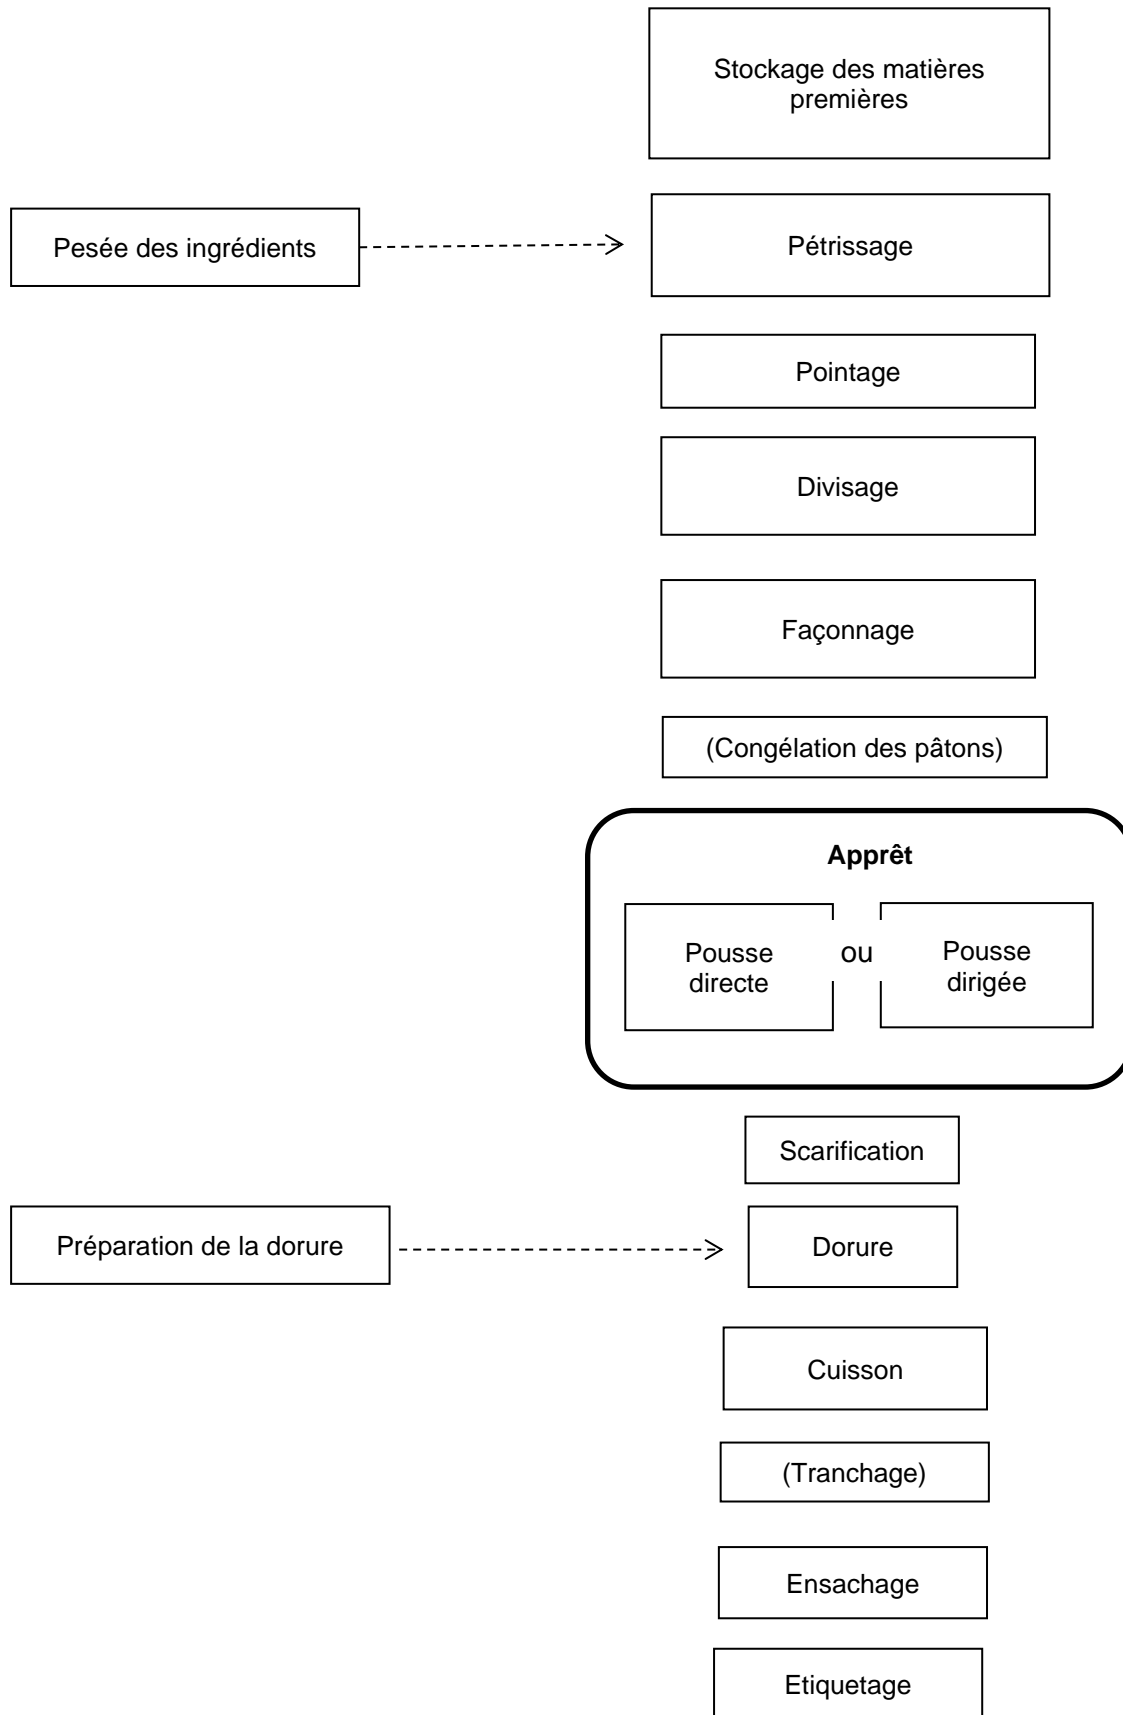 Stockage des matières
premières
Pesée des ingrédients
Pétrissage
Pointage
Divisage
Façonnage
(Congélation des pâtons)
Apprêt
Pousse
directe
ou
Pousse
dirigée
Scarification
Préparation de la dorure
Dorure
Cuisson
(Tranchage)
Ensachage
Etiquetage